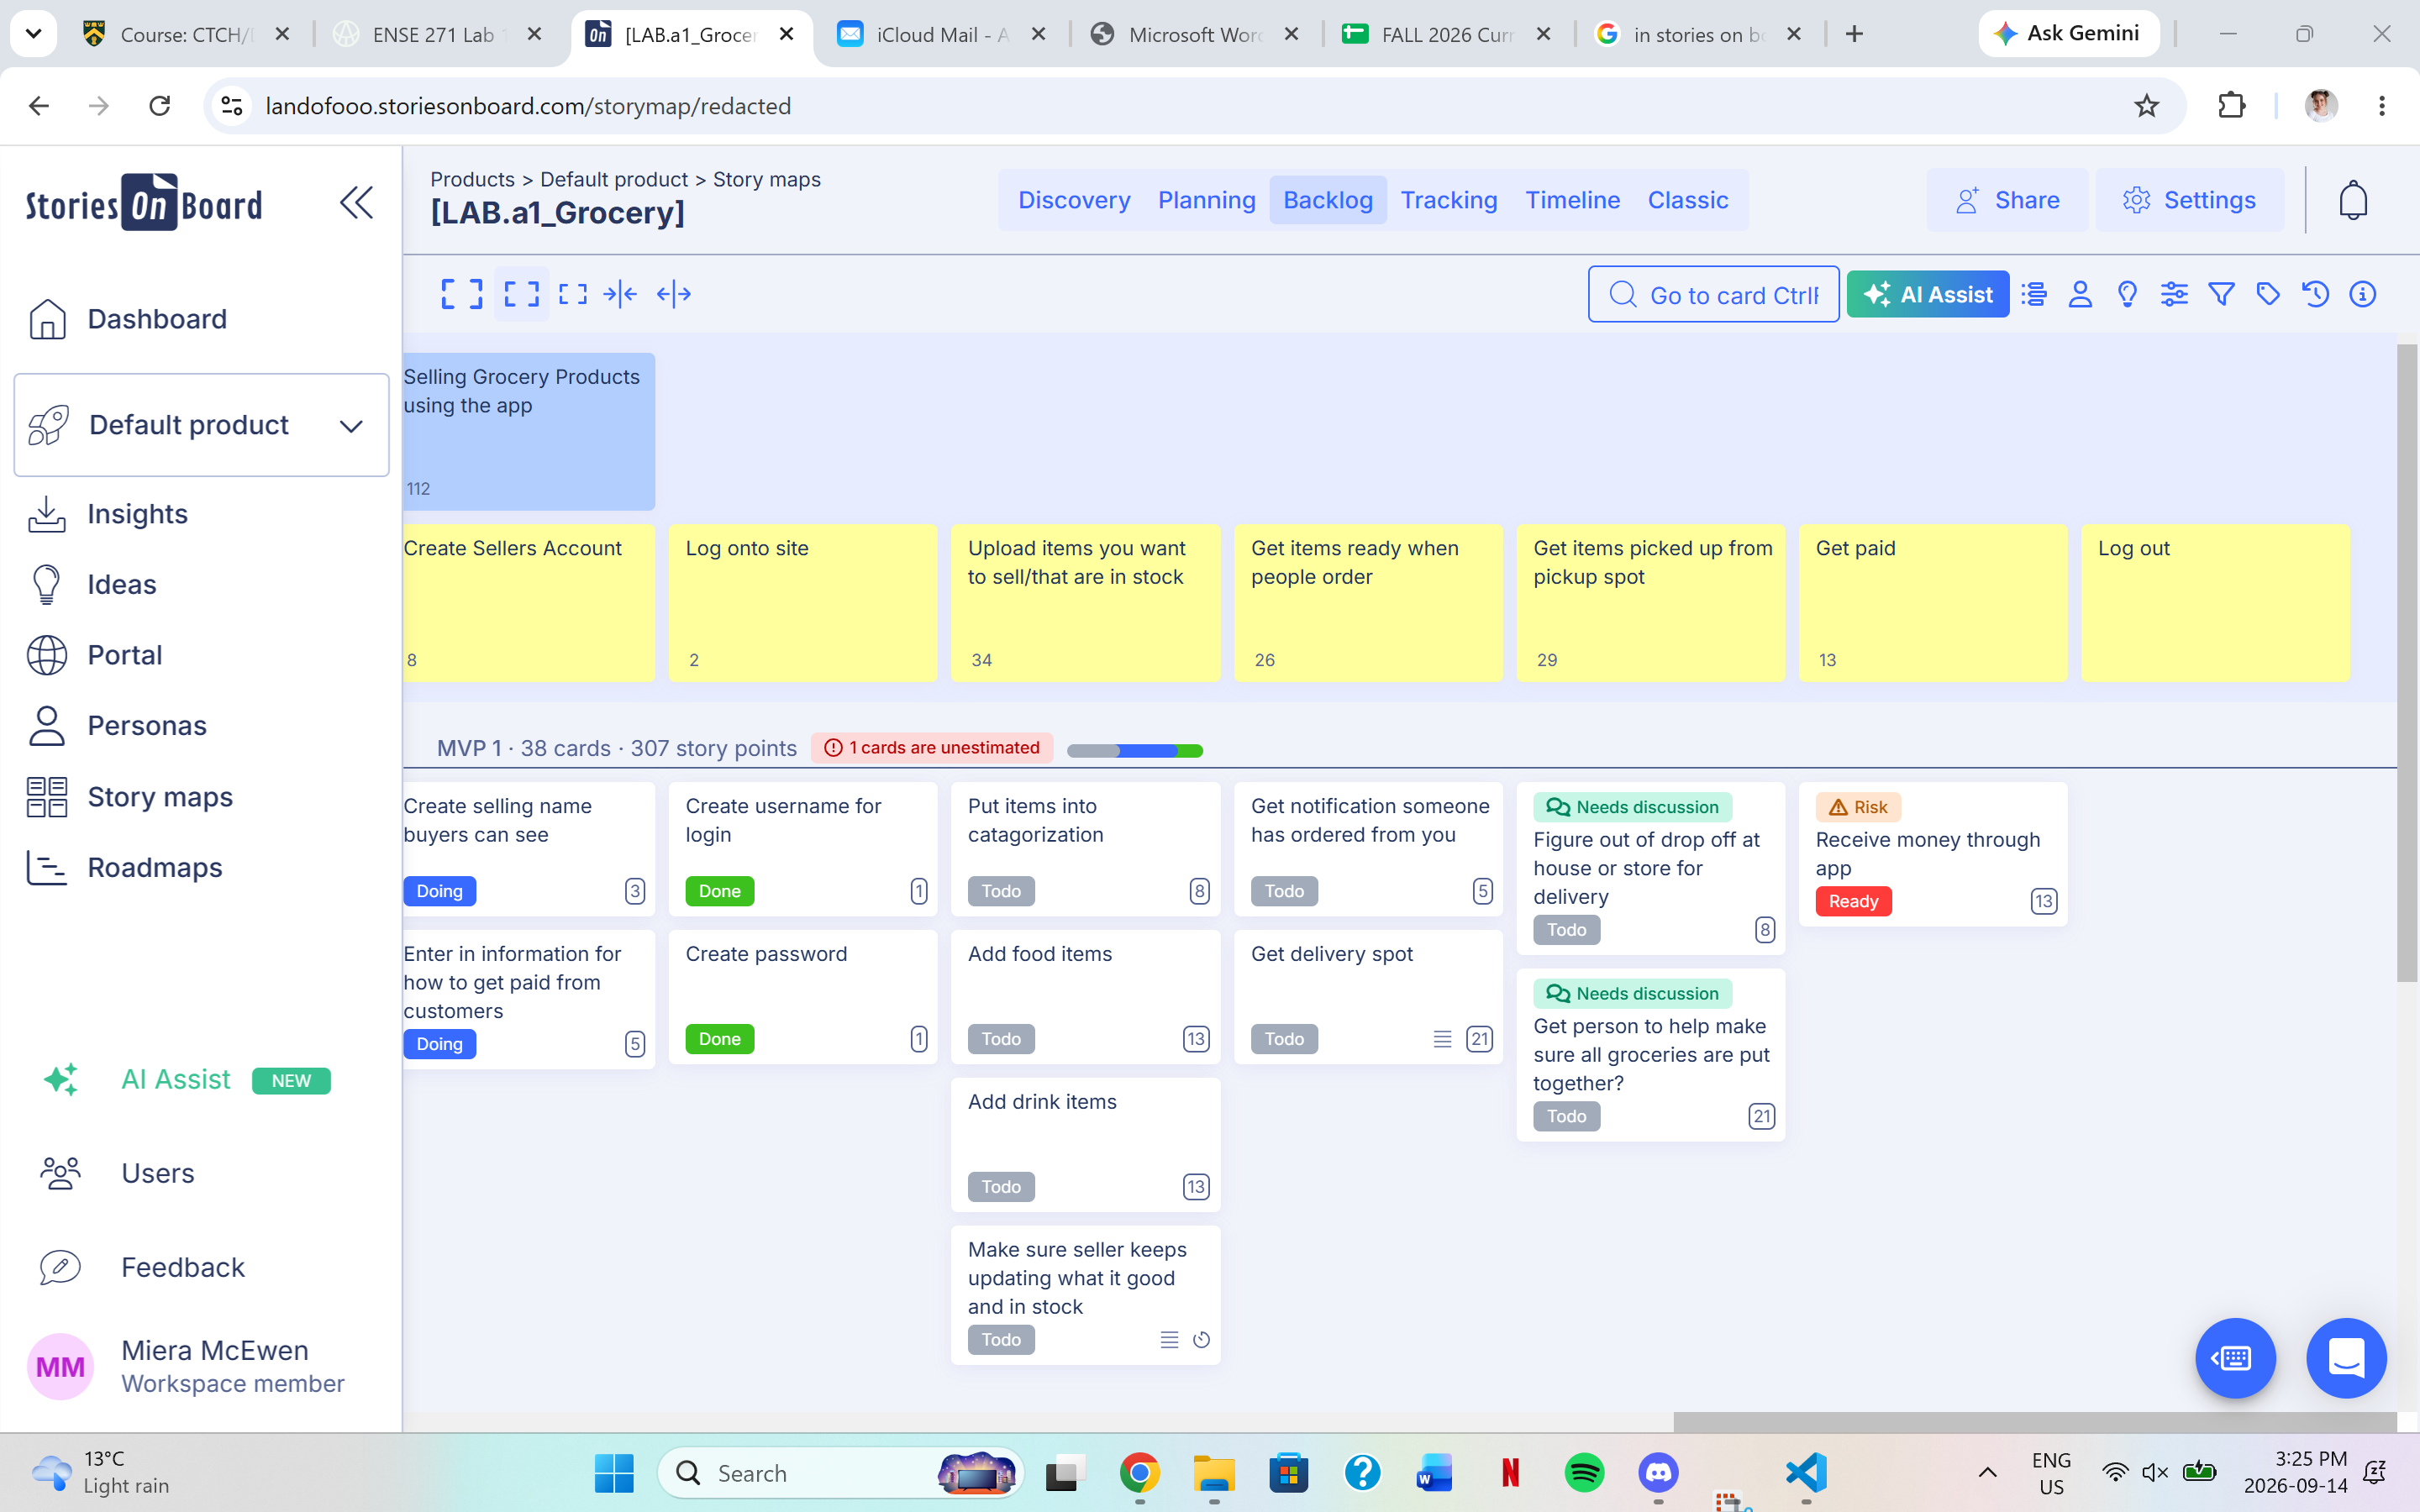 Course: CTCH/
ENSE 271 Lab
[LAB.a1_Grocer
iCloud Mail - A
Microsoft Word
FALL 2026 Curr
in stories on bo
Ask Gemini
landofooo.storiesonboard.com/storymap/redacted
Stories On Board
Products > Default product > Story maps
[LAB.a1_Grocery]
Discovery
Planning
Backlog
Tracking
Timeline
Classic
Share
Settings
Go to card CtrlF
AI Assist
Dashboard
Default product
Insights
Ideas
Portal
Personas
Story maps
Roadmaps
AI Assist
NEW
Users
Feedback
MM
Miera McEwen
Workspace member
Selling Grocery Products
using the app
112
Create Sellers Account
8
Log onto site
2
Upload items you want
to sell/that are in stock
34
Get items ready when
people order
26
Get items picked up from
pickup spot
29
Get paid
13
Log out
MVP 1 · 38 cards · 307 story points
1 cards are unestimated
Create selling name
buyers can see
Doing
3
Enter in information for
how to get paid from
customers
Doing
5
Create username for
login
Done
1
Create password
Done
1
Put items into
catagorization
Todo
8
Add food items
Todo
13
Add drink items
Todo
13
Make sure seller keeps
updating what it good
and in stock
Todo
Get notification someone
has ordered from you
Todo
5
Get delivery spot
Todo
21
Needs discussion
Figure out of drop off at
house or store for
delivery
Todo
8
Needs discussion
Get person to help make
sure all groceries are put
together?
Todo
21
Risk
Receive money through
app
Ready
13
13°C
Light rain
Search
ENG
US
3:25 PM
2026-09-14